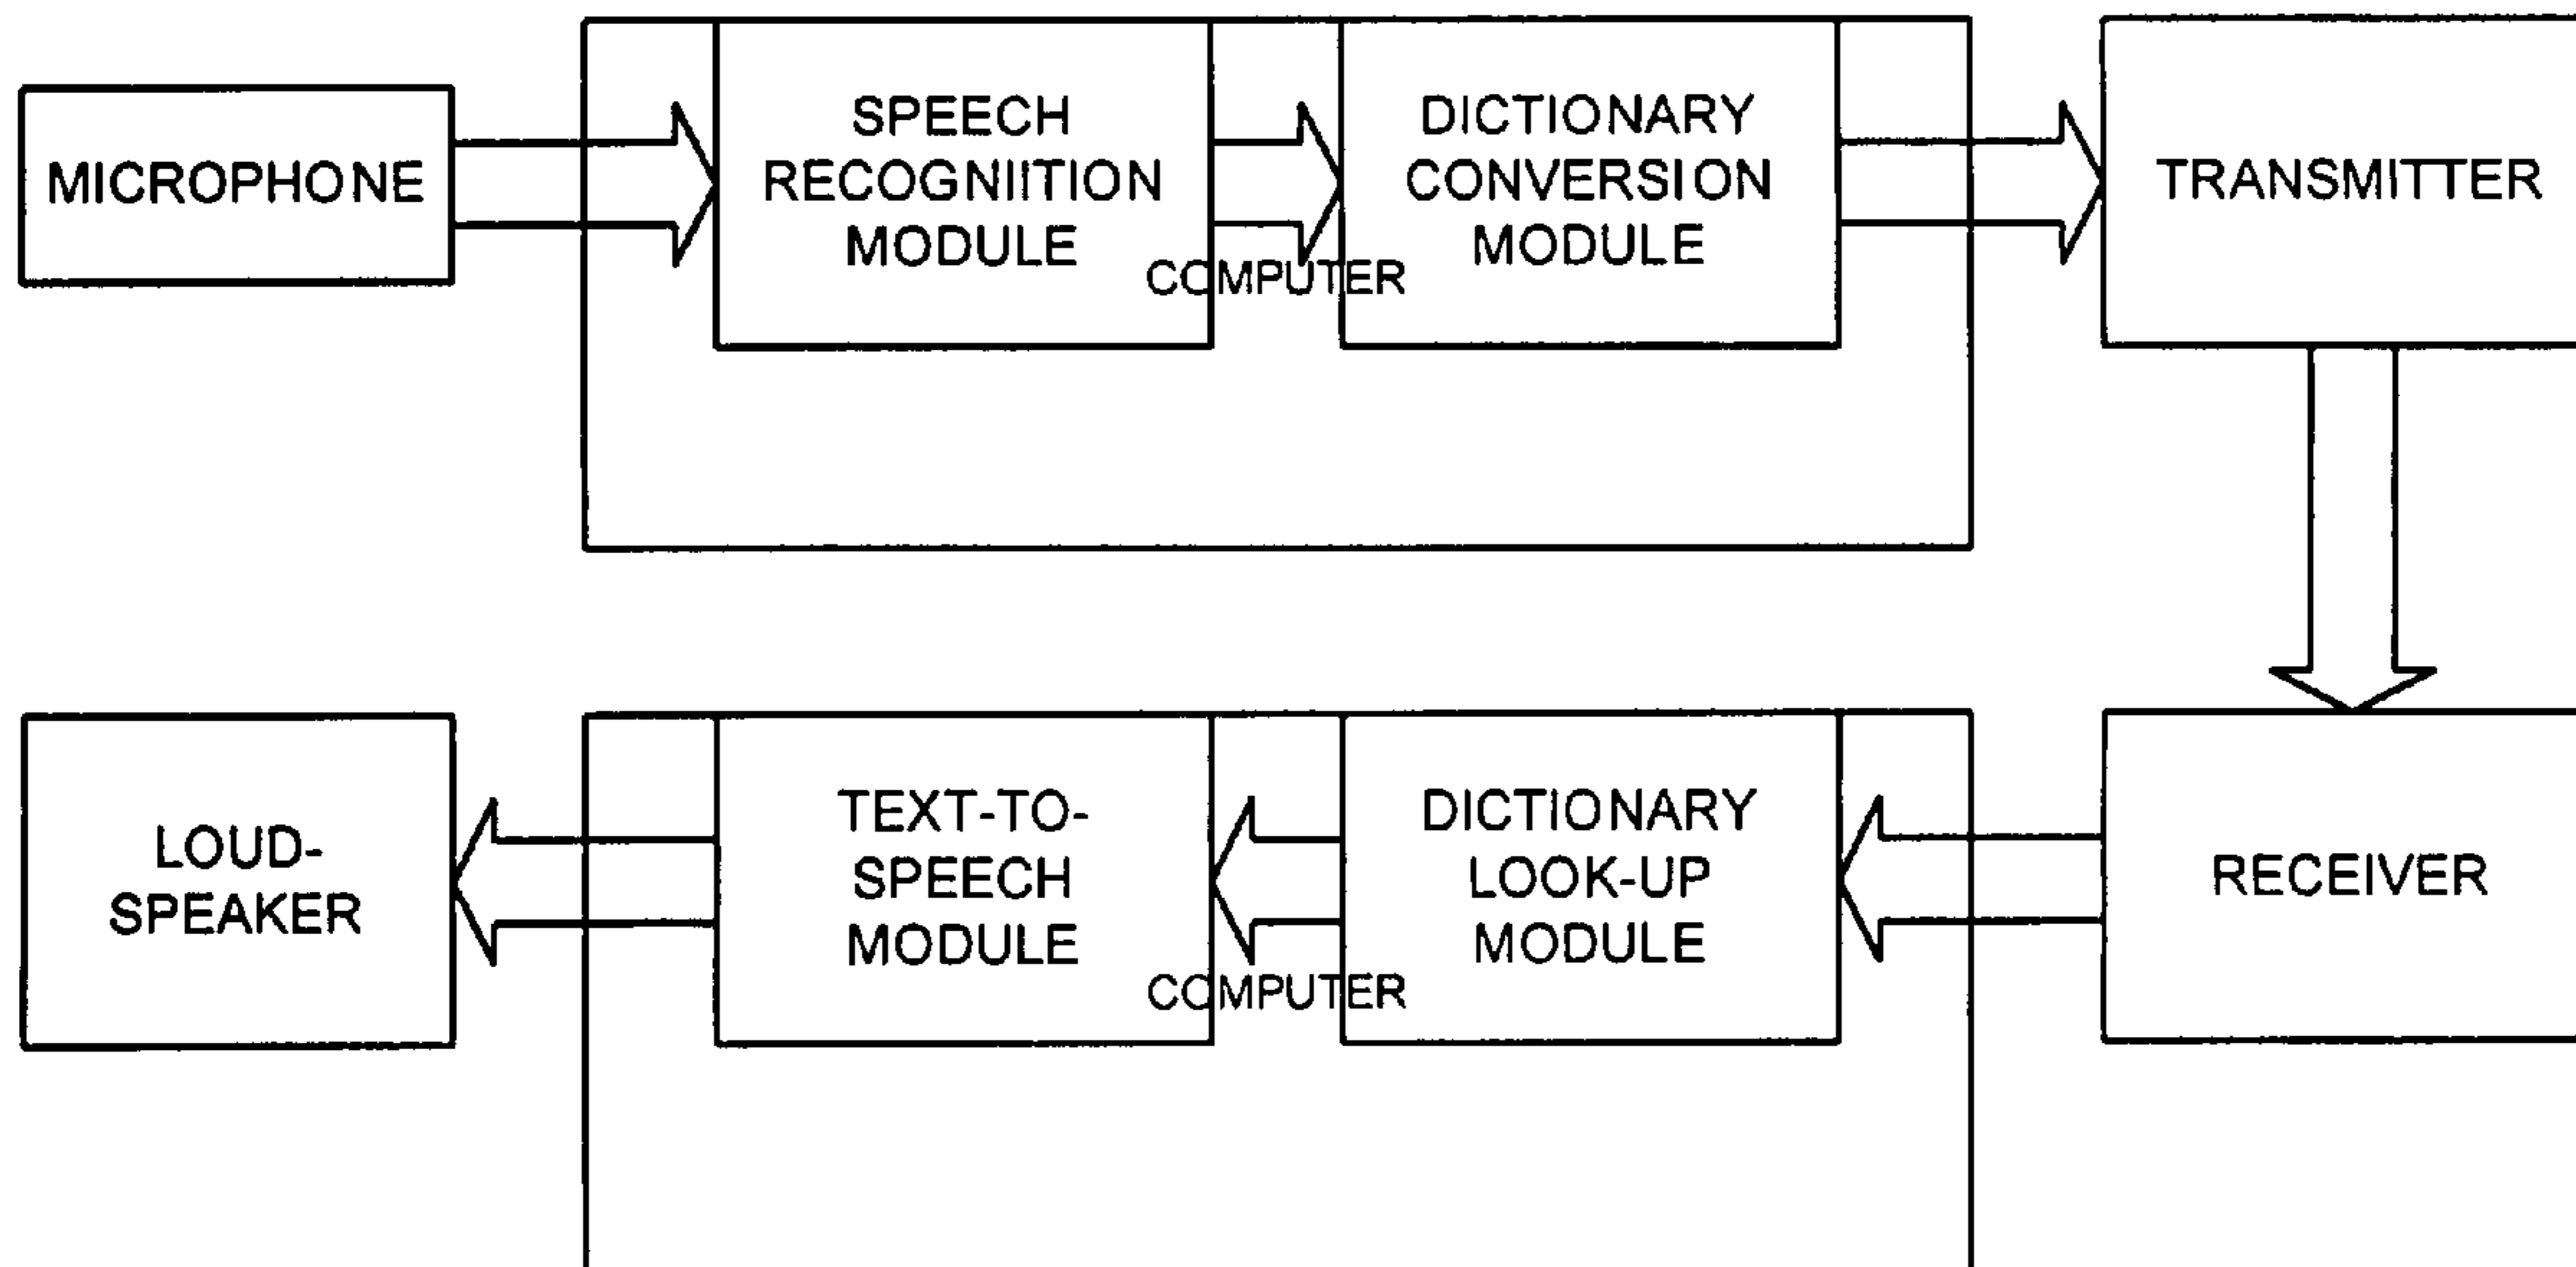 MICROPHONE
SPEECH
RECOGNIITION
MODULE
COMPUTER
DICTIONARY
CONVERSION
MODULE
TRANSMITTER
LOUD-
SPEAKER
TEXT-TO-
SPEECH
MODULE
COMPUTER
DICTIONARY
LOOK-UP
MODULE
RECEIVER